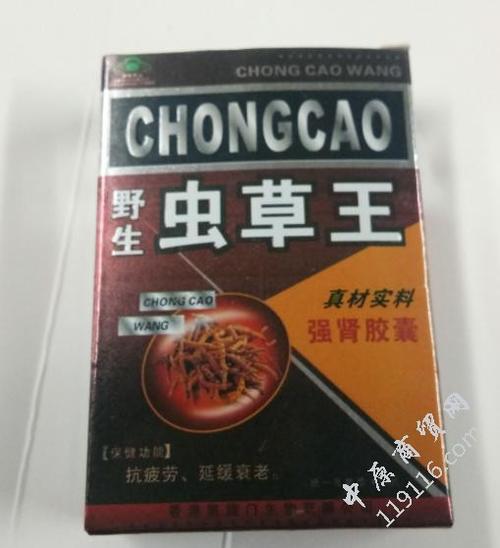 CHONG CAO WANG
CHONGCAO
野生
虫草王
真材实料
强肾胶囊
CHONG CAO
WANG
【保健功能】
抗疲劳、延缓衰老。
中原商贸网
119116.com